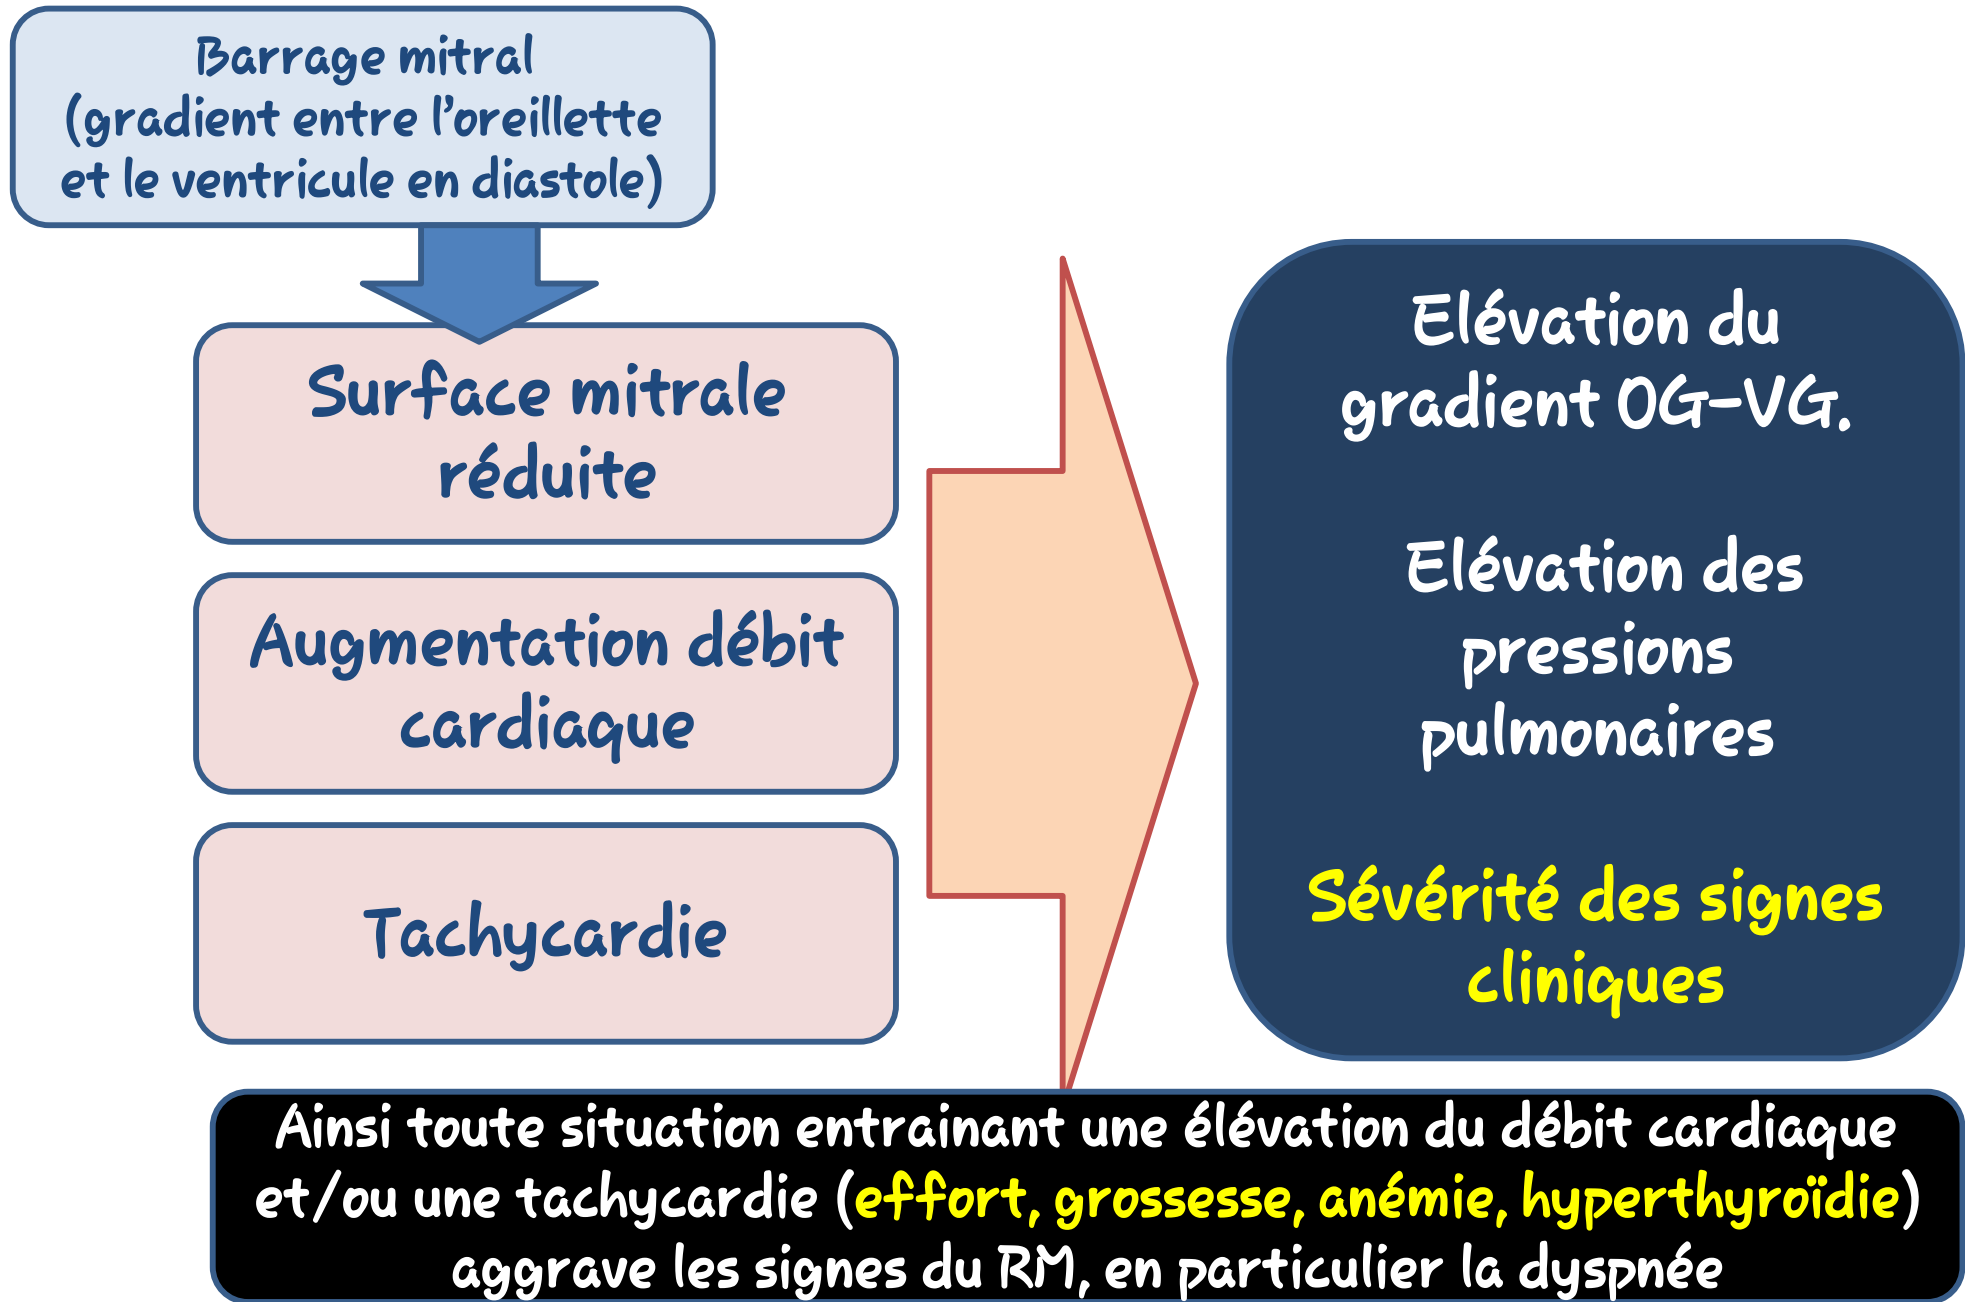 Barrage mitral
(gradient entre l’oreillette
et le ventricule en diastole)
Surface mitrale
réduite
Augmentation débit
cardiaque
Tachycardie
Elévation du
gradient OG-VG.
Elévation des
pressions
pulmonaires
Sévérité des signes
cliniques
Ainsi toute situation entrainant une élévation du débit cardiaque
et/ou une tachycardie (effort, grossesse, anémie, hyperthyroïdie)
aggrave les signes du RM, en particulier la dyspnée